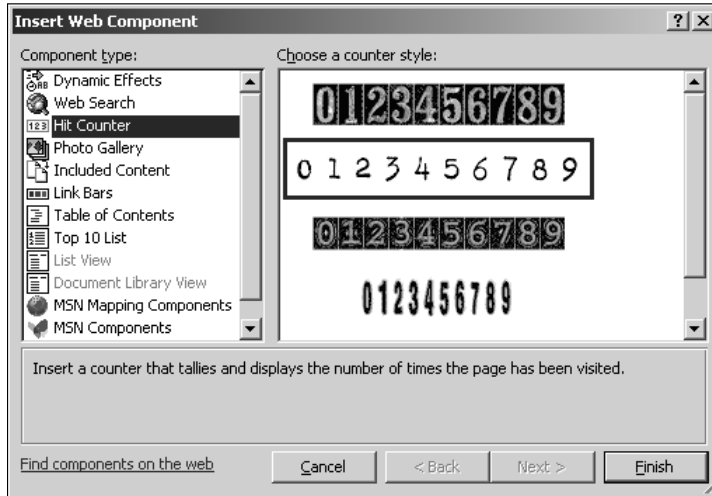 Insert Web Component
Component type:
Dynamic Effects
Web Search
Hit Counter
Photo Gallery
Included Content
Link Bars
Table of Contents
Top 10 List
List View
Document Library View
MSN Mapping Components
MSN Components
Choose a counter style:
0123456789
0 1 2 3 4 5 6 7 8 9
0123456789
0123456789
Insert a counter that tallies and displays the number of times the page has been visited.
Find components on the web
Cancel
< Back
Next >
Finish